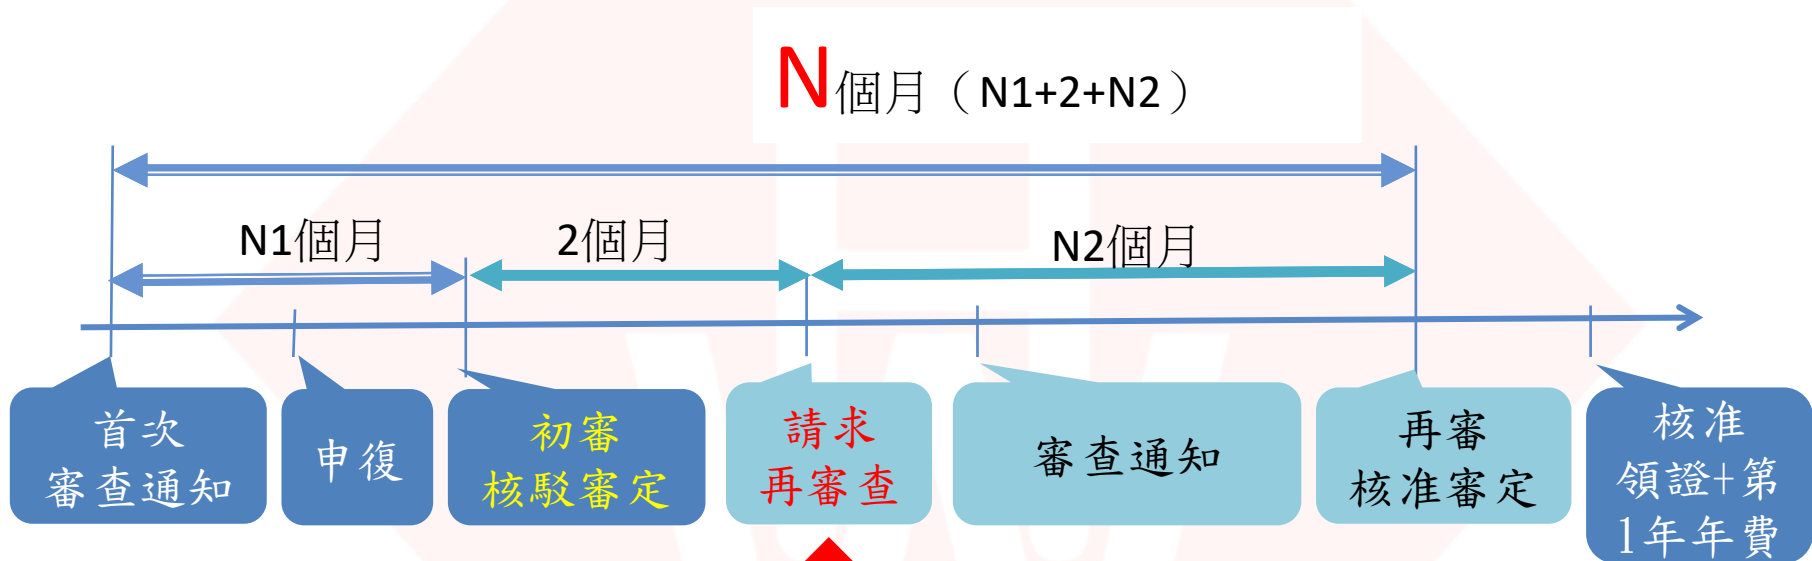 N個月（N1+2+N2）
N1個月
2個月
N2個月
首次
審查通知
申復
初審
核駁審定
請求
再審查
審查通知
再審
核准審定
核准
領證+第
1年年費